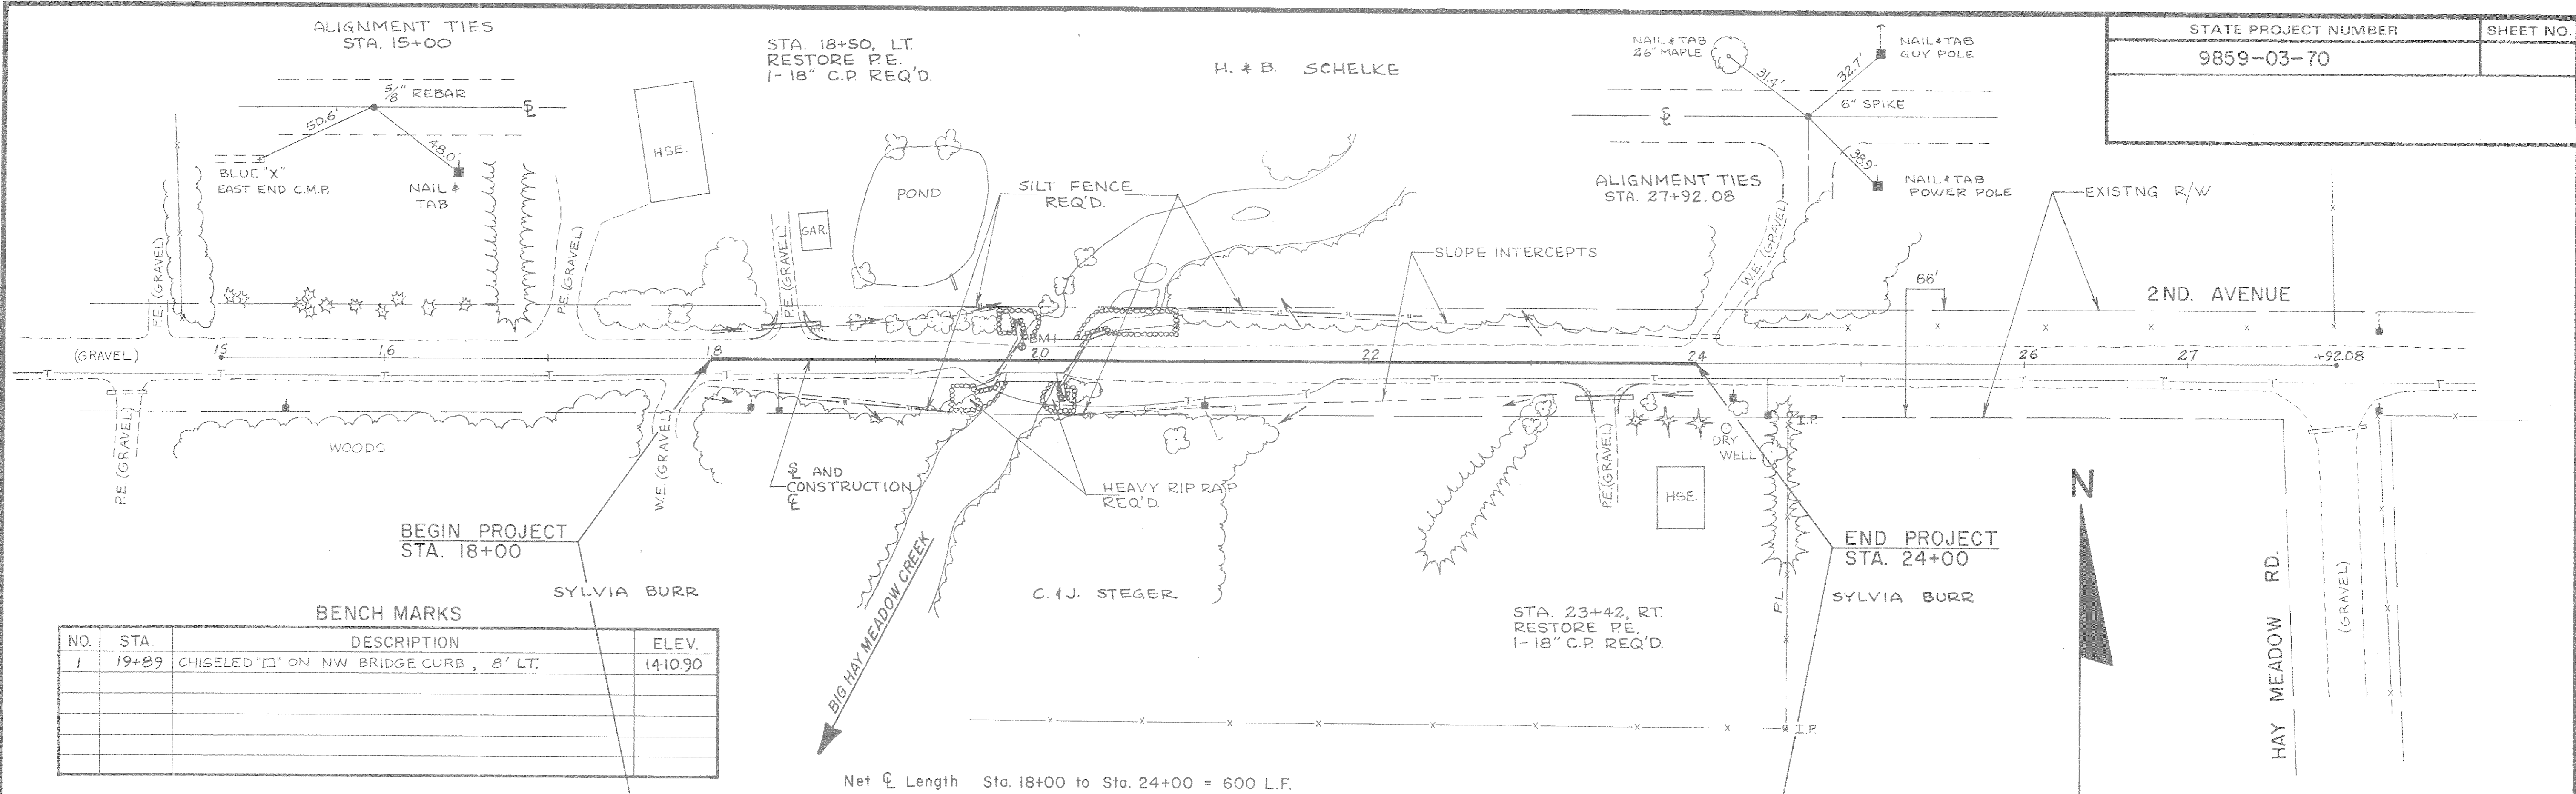 STATE PROJECT NUMBER
SHEET NO.
9859-03-70
ALIGNMENT TIES
STA. 15+00
5/8" REBAR
50.6'
48.0'
BLUE "X"
EAST END C.M.P.
NAIL &
TAB
STA. 18+50, LT.
RESTORE P.E.
1-18" C.P. REQ'D.
H. & B. SCHELKE
NAIL & TAB
26" MAPLE
31.4'
32.7'
NAIL & TAB
GUY POLE
6" SPIKE
38.9'
NAIL & TAB
POWER POLE
ALIGNMENT TIES
STA. 27+92.08
EXISTNG R/W
HSE.
POND
SILT FENCE
REQ'D.
GAR.
SLOPE INTERCEPTS
66'
2ND. AVENUE
F.E. (GRAVEL)
P.E. (GRAVEL)
P.E. (GRAVEL)
W.E. (GRAVEL)
(GRAVEL)
15
16
18
BM 1
20
22
24
26
27
+92.08
P.E. (GRAVEL)
WOODS
W.E. (GRAVEL)
℄ AND
CONSTRUCTION
℄
HEAVY RIP RAP
REQ'D.
P.E. (GRAVEL)
HSE.
DRY
WELL
I.P.
BEGIN PROJECT
STA. 18+00
SYLVIA BURR
BIG HAY MEADOW CREEK
C. & J. STEGER
STA. 23+42, RT.
RESTORE P.E.
1-18" C.P. REQ'D.
P.L.
I.P.
END PROJECT
STA. 24+00
SYLVIA BURR
N
HAY MEADOW RD.
(GRAVEL)
BENCH MARKS
NO. STA. DESCRIPTION ELEV.
1 19+89 CHISELED "□" ON NW BRIDGE CURB, 8' LT. 1410.90
Net ℄ Length Sta. 18+00 to Sta. 24+00 = 600 L.F.